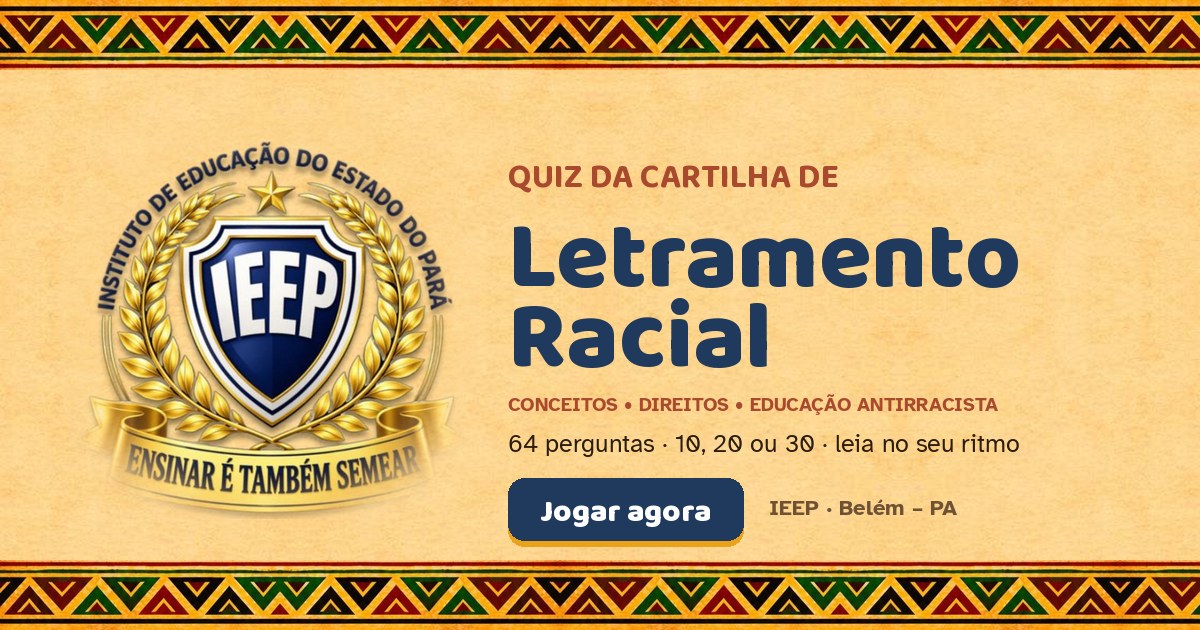 INSTITUTO DE EDUCAÇÃO DO ESTADO DO PARÁ
IEEP
ENSINAR É TAMBÉM SEMEAR
QUIZ DA CARTILHA DE
Letramento
Racial
CONCEITOS • DIREITOS • EDUCAÇÃO ANTIRRACISTA
64 perguntas · 10, 20 ou 30 · leia no seu ritmo
Jogar agora
IEEP · Belém – PA